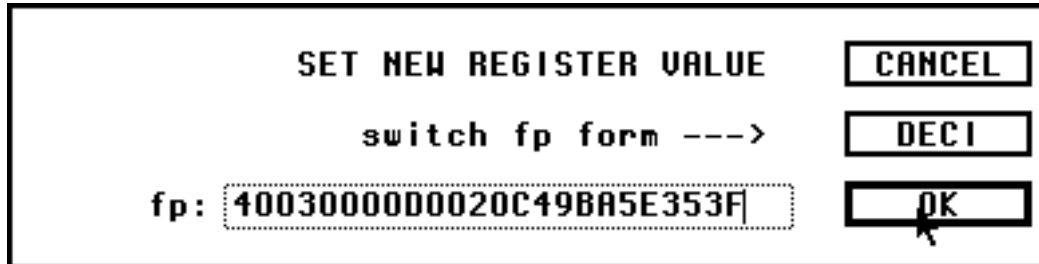 SET NEW REGISTER VALUE CANCEL
switch fp form ---> DECI
fp: 40030000D0020C49BA5E353F OK